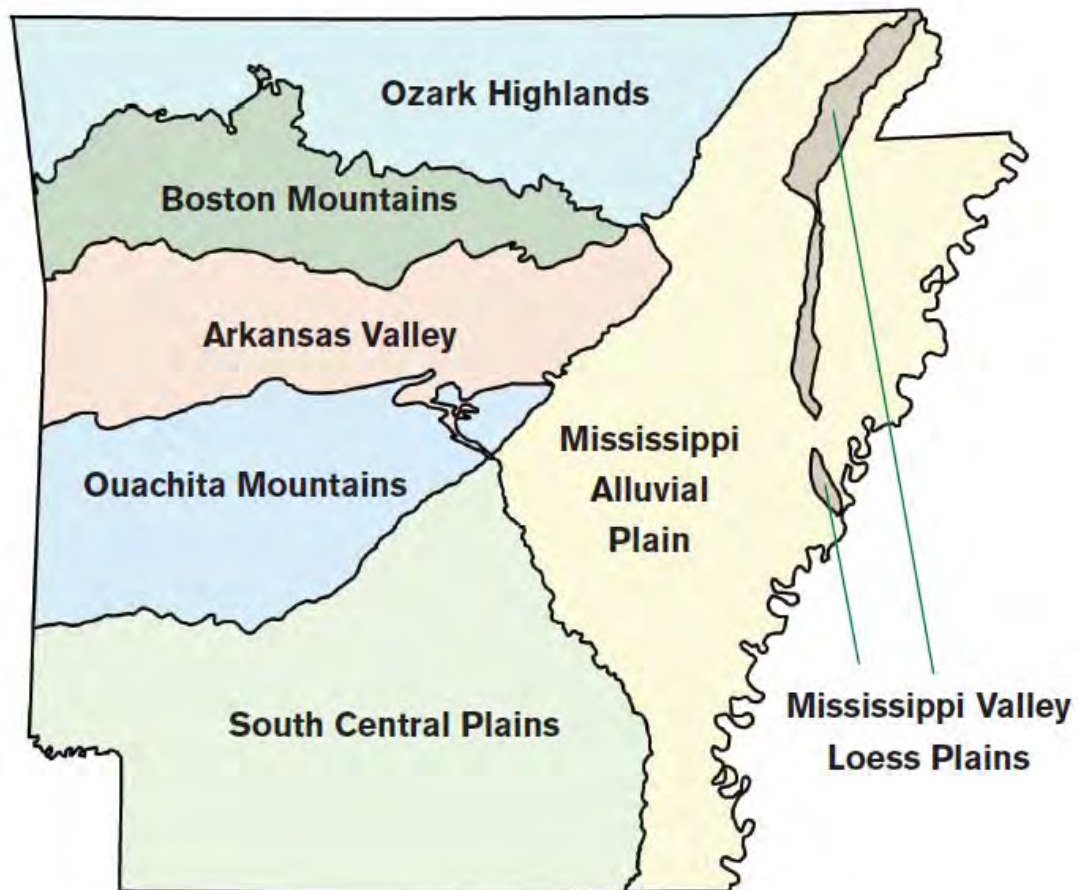 Ozark Highlands
Boston Mountains
Arkansas Valley
Mississippi
Alluvial
Plain
Ouachita Mountains
Mississippi Valley
Loess Plains
South Central Plains